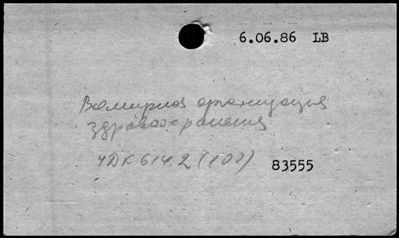 6.06.86 LB
Всемирная организация
здравоохранения
УДК 614.2(100)
83555